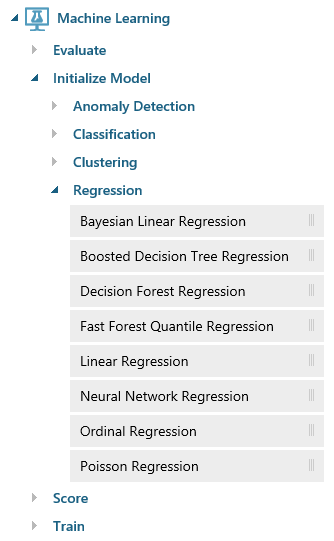 Machine Learning
Evaluate
Initialize Model
Anomaly Detection
Classification
Clustering
Regression
Bayesian Linear Regression
Boosted Decision Tree Regression
Decision Forest Regression
Fast Forest Quantile Regression
Linear Regression
Neural Network Regression
Ordinal Regression
Poisson Regression
Score
Train